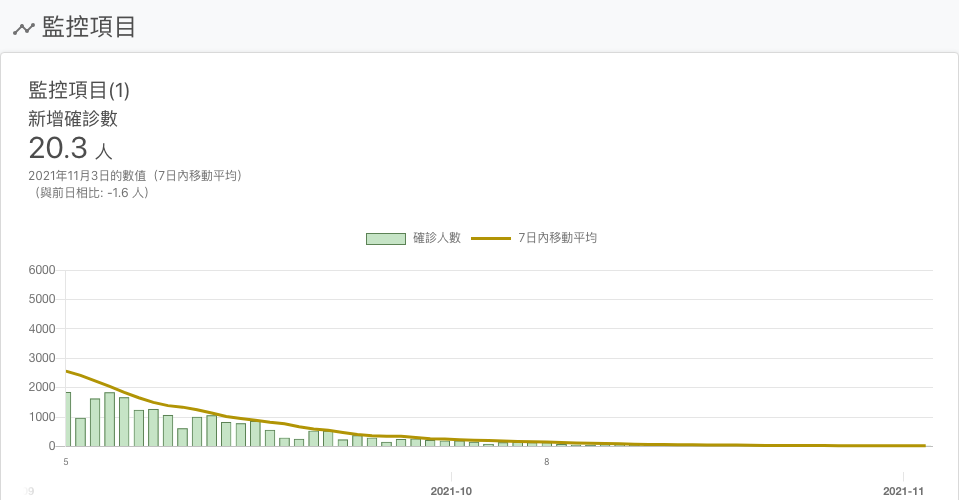 監控項目
監控項目(1)
新增確診數
20.3 人
2021年11月3日的數值（7日內移動平均）
（與前日相比: -1.6 人）
確診人數 7日內移動平均
6000
5000
4000
3000
2000
1000
0
5 8
2021-10 2021-11